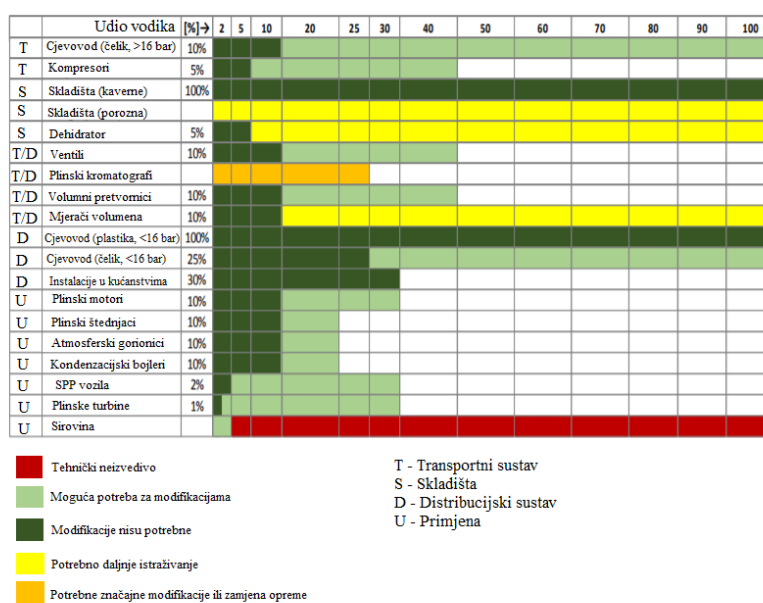 Udio vodika [%]→ 2 5 10 20 25 30 40 50 60 70 80 90 100
T Cjevovod (čelik, >16 bar) 10%
T Kompresori 5%
S Skladišta (kaverne) 100%
S Skladišta (porozna)
S Dehidrator 5%
T/D Ventili 10%
T/D Plinski kromatografi
T/D Volumni pretvornici 10%
T/D Mjerači volumena 10%
D Cjevovod (plastika, <16 bar) 100%
D Cjevovod (čelik, <16 bar) 25%
D Instalacije u kućanstvima 30%
U Plinski motori 10%
U Plinski štednjaci 10%
U Atmosferski gorionici 10%
U Kondenzacijski bojleri 10%
U SPP vozila 2%
U Plinske turbine 1%
U Sirovina
Tehnički neizvedivo
Moguća potreba za modifikacijama
Modifikacije nisu potrebne
Potrebno daljnje istraživanje
Potrebne značajne modifikacije ili zamjena opreme
T - Transportni sustav
S - Skladišta
D - Distribucijski sustav
U - Primjena